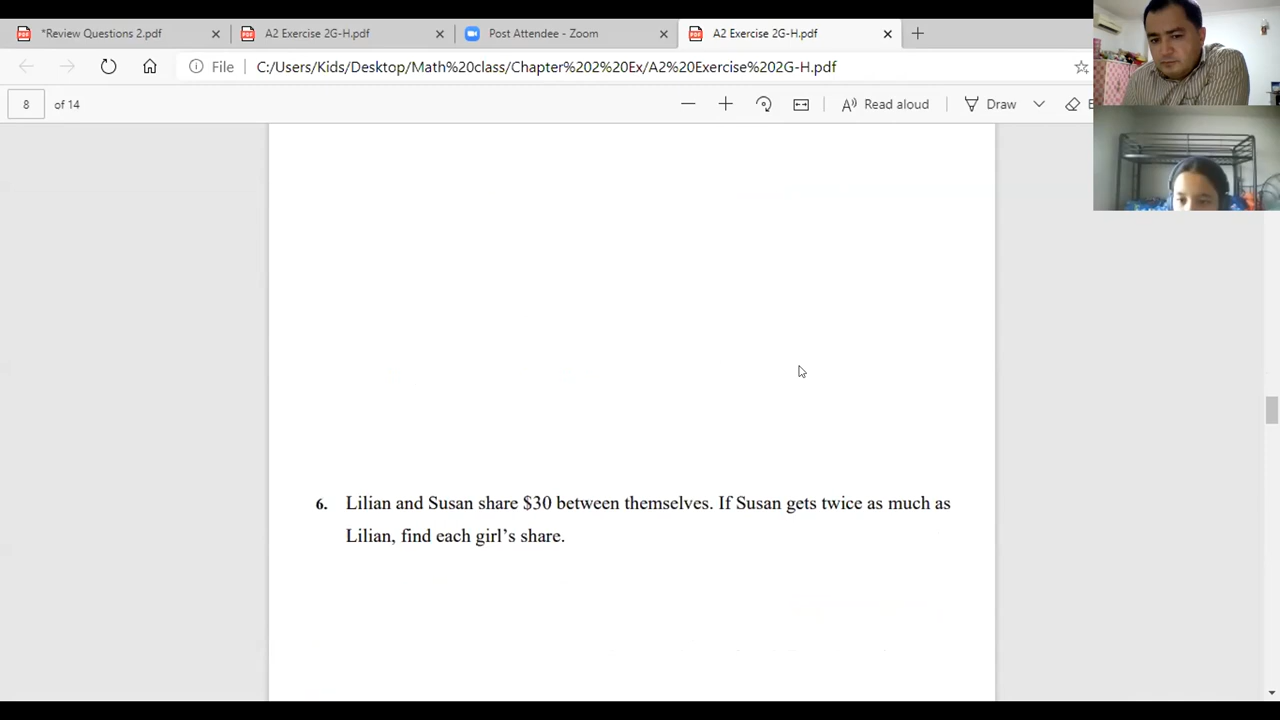 *Review Questions 2.pdf
A2 Exercise 2G-H.pdf
Post Attendee - Zoom
A2 Exercise 2G-H.pdf
File
C:/Users/Kids/Desktop/Math%20class/Chapter%202%20Ex/A2%20Exercise%202G-H.pdf
8 of 14
Read aloud
Draw
6. Lilian and Susan share $30 between themselves. If Susan gets twice as much as
Lilian, find each girl's share.